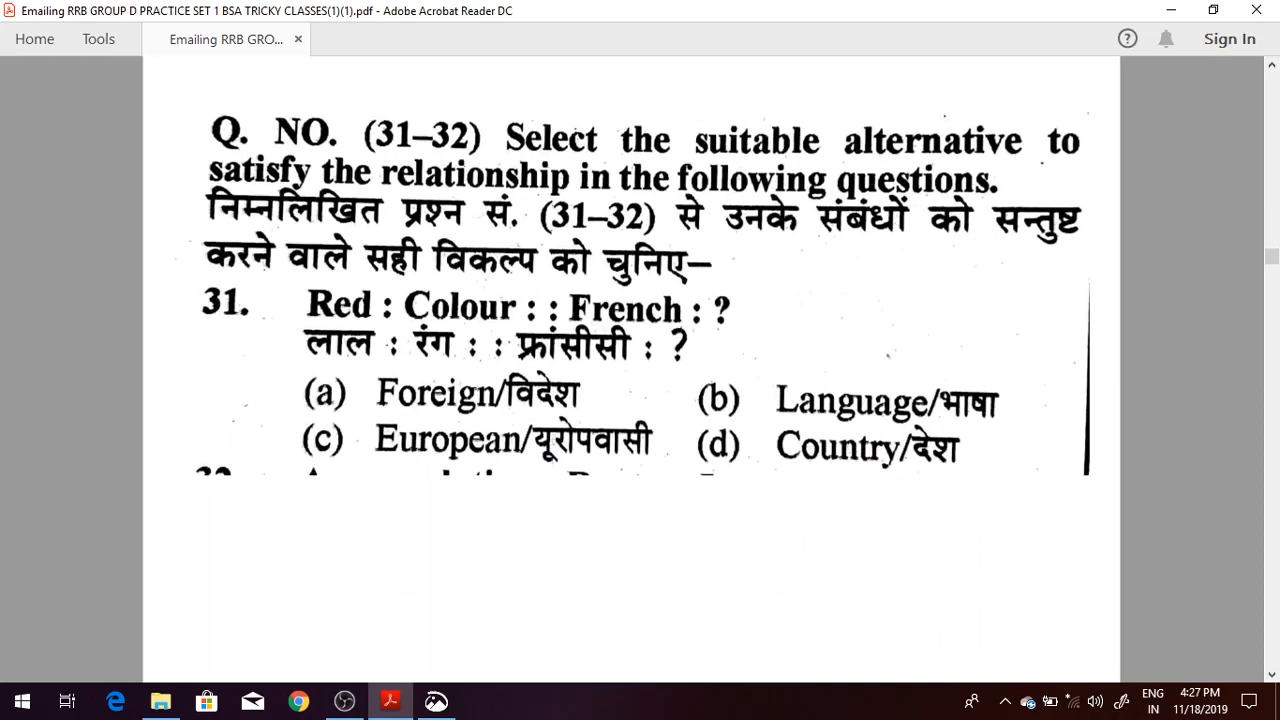 Emailing RRB GROUP D PRACTICE SET 1 BSA TRICKY CLASSES(1)(1).pdf - Adobe Acrobat Reader DC
Home Tools Emailing RRB GRO... × Sign In
Q. NO. (31–32) Select the suitable alternative to
satisfy the relationship in the following questions.
निम्नलिखित प्रश्न सं. (31–32) से उनके संबंधों को सन्तुष्ट
करने वाले सही विकल्प को चुनिए–
31. Red : Colour : : French : ?
लाल : रंग : : फ्रांसीसी : ?
(a) Foreign/विदेश (b) Language/भाषा
(c) European/यूरोपवासी (d) Country/देश
ENG 4:27 PM
IN 11/18/2019